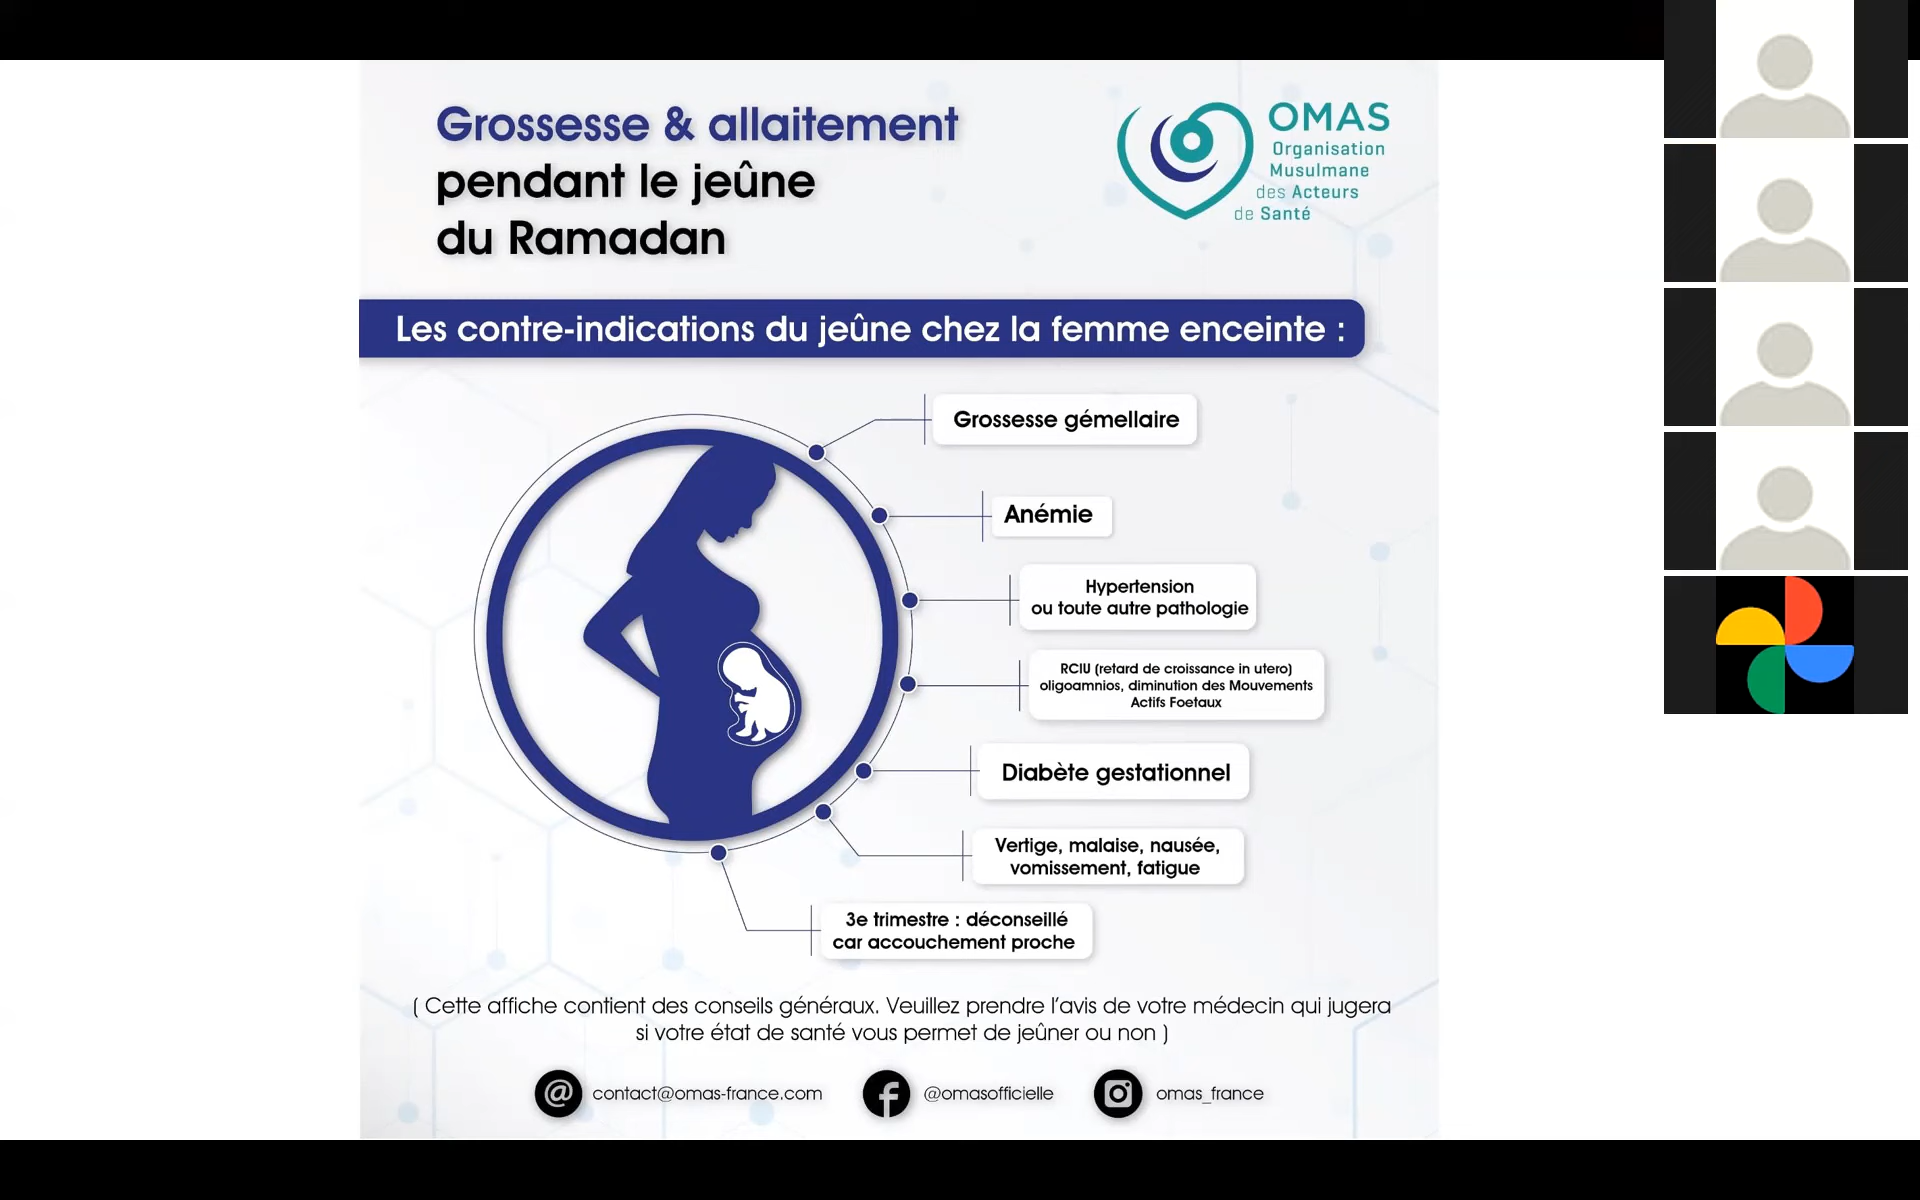 Grossesse & allaitement
pendant le jeûne
du Ramadan
OMAS
Organisation
Musulmane
des Acteurs
de Santé
Les contre-indications du jeûne chez la femme enceinte :
Grossesse gémellaire
Anémie
Hypertension
ou toute autre pathologie
RCIU (retard de croissance in utero)
oligoamnios, diminution des Mouvements
Actifs Foetaux
Diabète gestationnel
Vertige, malaise, nausée,
vomissement, fatigue
3e trimestre : déconseillé
car accouchement proche
( Cette affiche contient des conseils généraux. Veuillez prendre l'avis de votre médecin qui jugera
si votre état de santé vous permet de jeûner ou non )
@ contact@omas-france.com
f @omasofficielle
omas_france